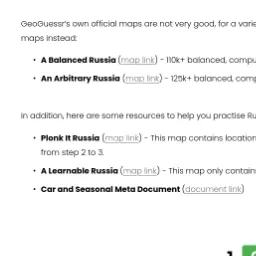 GeoGuessr's own official maps are not very good, for a varie
maps instead:
• A Balanced Russia (map link) - 110k+ balanced, compu
• An Arbitrary Russia (map link) - 125k+ balanced, comp
In addition, here are some resources to help you practise Ru
• Plonk It Russia (map link) - This map contains location
from step 2 to 3.
• A Learnable Russia (map link) - This map only contain
• Car and Seasonal Meta Document (document link)